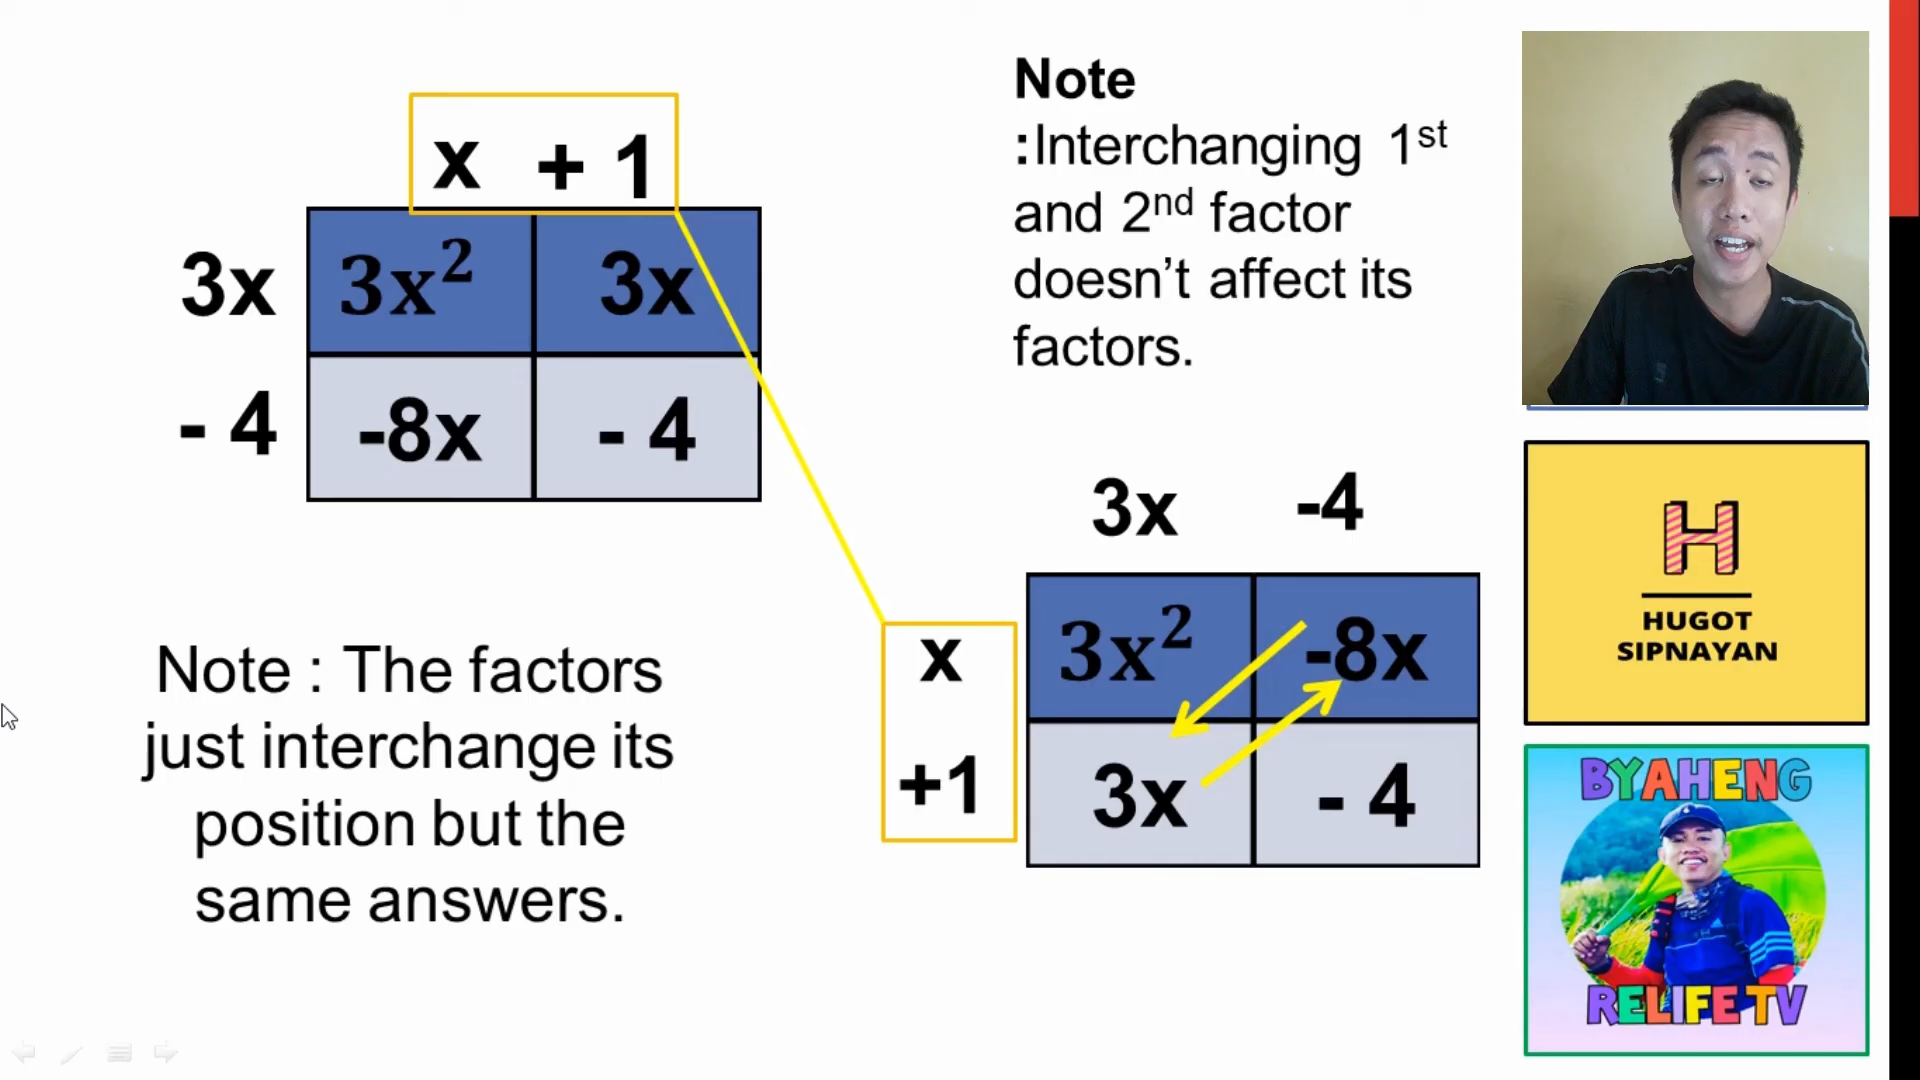 x + 1
3x 3x² 3x
- 4 -8x - 4
Note
:Interchanging 1st
and 2nd factor
doesn't affect its
factors.
Note : The factors
just interchange its
position but the
same answers.
3x -4
x 3x² -8x
+1 3x - 4
H
HUGOT
SIPNAYAN
BYAHENG
RELIFE TV